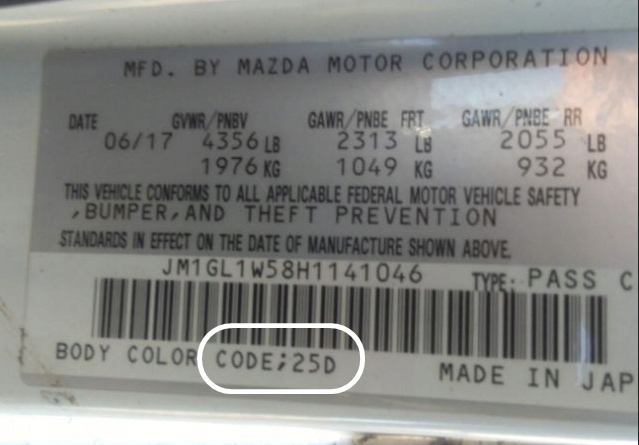 MFD. BY MAZDA MOTOR CORPORATION
DATE GVWR/PNBV GAWR/PNBE FRT GAWR/PNBE RR
06/17 4356 LB 2313 LB 2055 LB
1976 KG 1049 KG 932 KG
THIS VEHICLE CONFORMS TO ALL APPLICABLE FEDERAL MOTOR VEHICLE SAFETY
,BUMPER,AND THEFT PREVENTION
STANDARDS IN EFFECT ON THE DATE OF MANUFACTURE SHOWN ABOVE.
JM1GL1W58H1141046 TYPE: PASS C
BODY COLOR CODE;25D MADE IN JAP